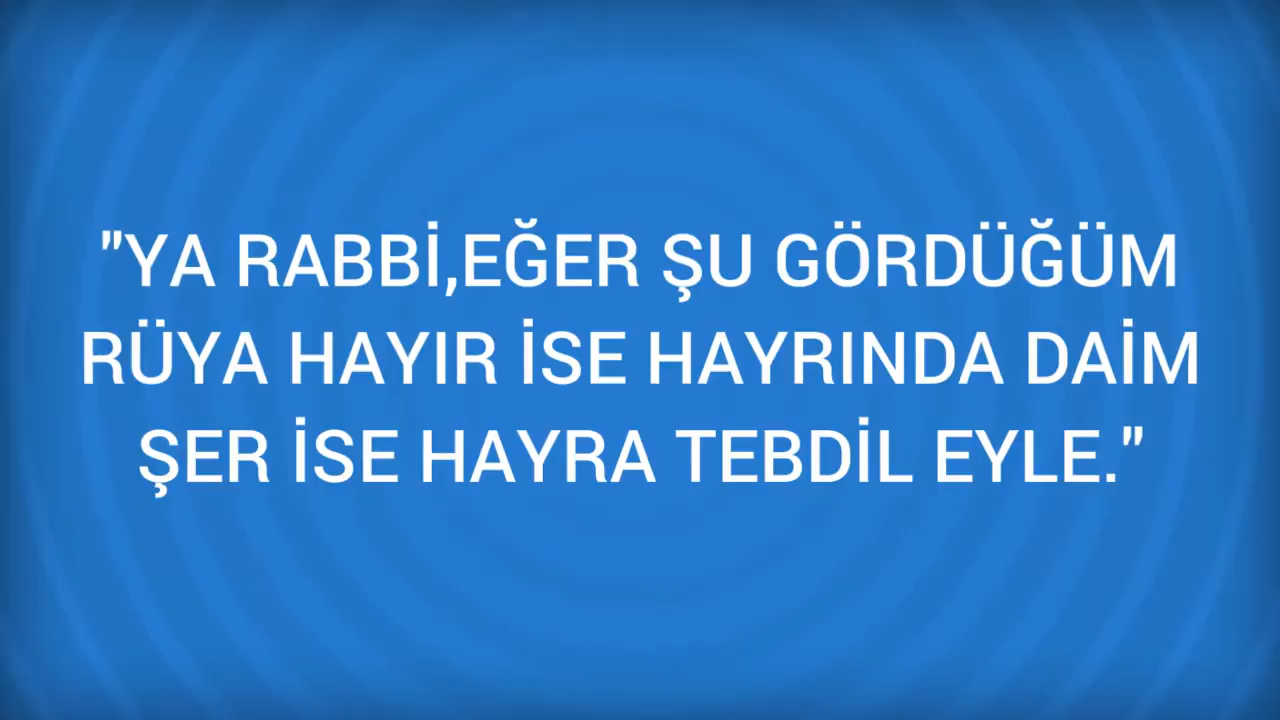 "YA RABBİ,EĞER ŞU GÖRDÜĞÜM
RÜYA HAYIR İSE HAYRINDA DAİM
ŞER İSE HAYRA TEBDİL EYLE."